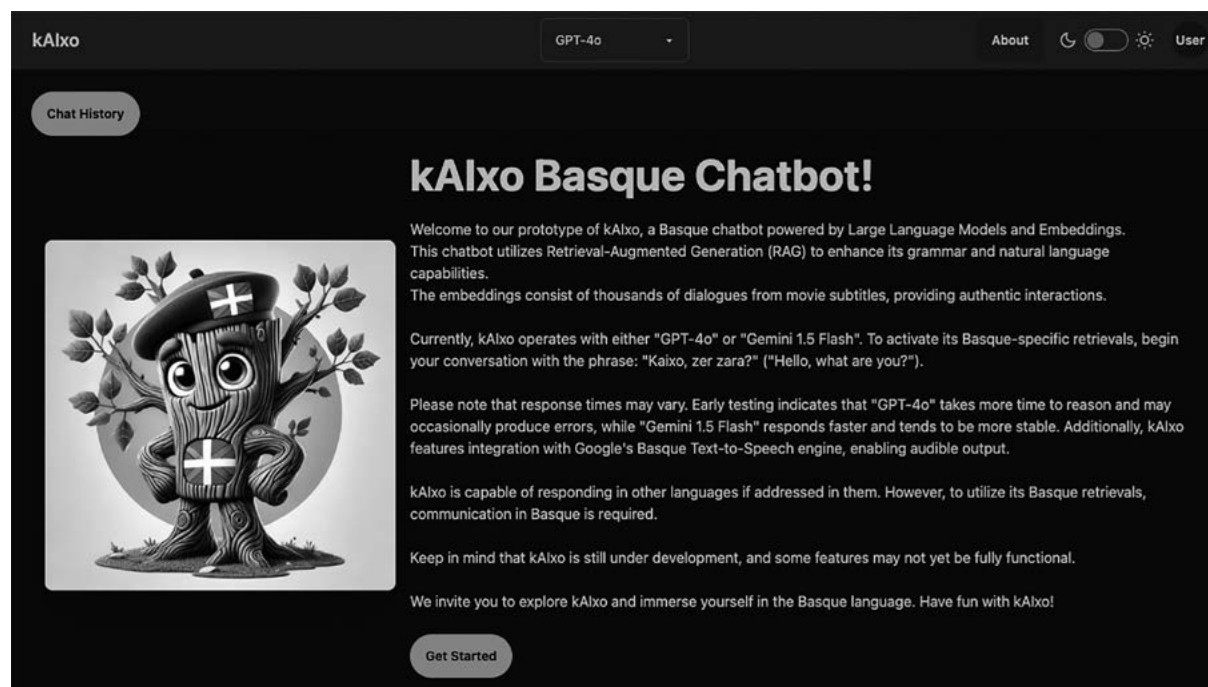 kAIxo
GPT-4o
About
User
Chat History
kAIxo Basque Chatbot!
Welcome to our prototype of kAIxo, a Basque chatbot powered by Large Language Models and Embeddings.
This chatbot utilizes Retrieval-Augmented Generation (RAG) to enhance its grammar and natural language
capabilities.
The embeddings consist of thousands of dialogues from movie subtitles, providing authentic interactions.
Currently, kAIxo operates with either "GPT-4o" or "Gemini 1.5 Flash". To activate its Basque-specific retrievals, begin
your conversation with the phrase: "Kaixo, zer zara?" ("Hello, what are you?").
Please note that response times may vary. Early testing indicates that "GPT-4o" takes more time to reason and may
occasionally produce errors, while "Gemini 1.5 Flash" responds faster and tends to be more stable. Additionally, kAIxo
features integration with Google's Basque Text-to-Speech engine, enabling audible output.
kAIxo is capable of responding in other languages if addressed in them. However, to utilize its Basque retrievals,
communication in Basque is required.
Keep in mind that kAIxo is still under development, and some features may not yet be fully functional.
We invite you to explore kAIxo and immerse yourself in the Basque language. Have fun with kAIxo!
Get Started